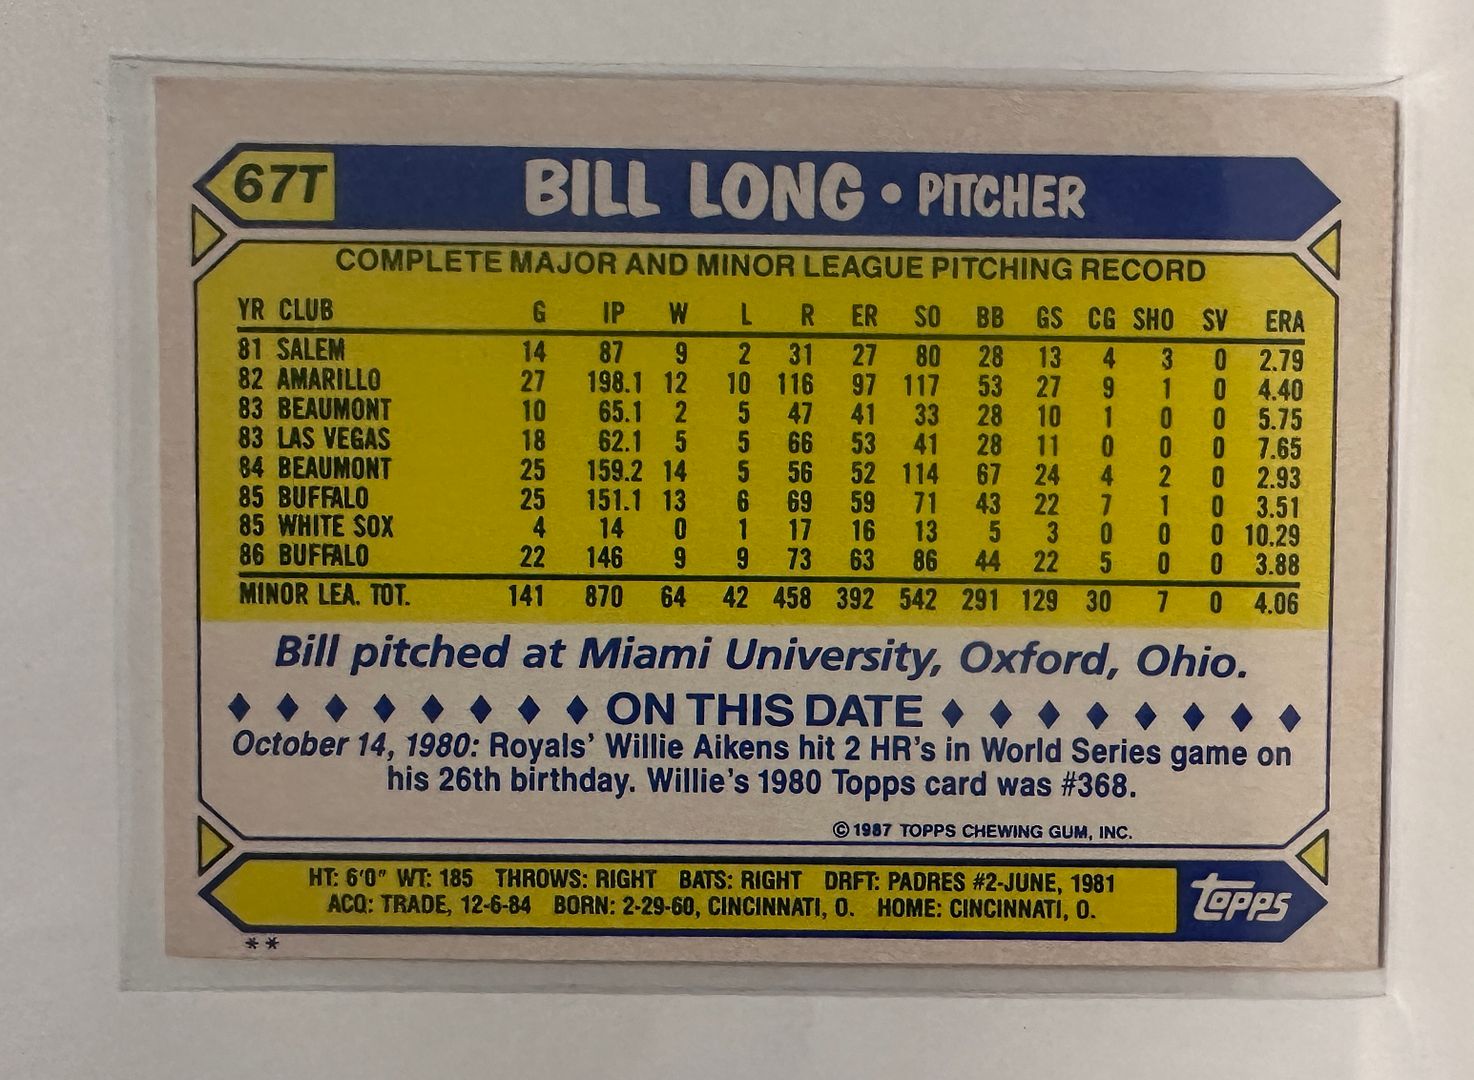 67T BILL LONG • PITCHER
COMPLETE MAJOR AND MINOR LEAGUE PITCHING RECORD
YR CLUB G IP W L R ER SO BB GS CG SHO SV ERA
81 SALEM 14 87 9 2 31 27 80 28 13 4 3 0 2.79
82 AMARILLO 27 198.1 12 10 116 97 117 53 27 9 1 0 4.40
83 BEAUMONT 10 65.1 2 5 47 41 33 28 10 1 0 0 5.75
83 LAS VEGAS 18 62.1 5 5 66 53 41 28 11 0 0 0 7.65
84 BEAUMONT 25 159.2 14 5 56 52 114 67 24 4 2 0 2.93
85 BUFFALO 25 151.1 13 6 69 59 71 43 22 7 1 0 3.51
85 WHITE SOX 4 14 0 1 17 16 13 5 3 0 0 0 10.29
86 BUFFALO 22 146 9 9 73 63 86 44 22 5 0 0 3.88
MINOR LEA. TOT. 141 870 64 42 458 392 542 291 129 30 7 0 4.06
Bill pitched at Miami University, Oxford, Ohio.
ON THIS DATE
October 14, 1980: Royals' Willie Aikens hit 2 HR's in World Series game on
his 26th birthday. Willie's 1980 Topps card was #368.
© 1987 TOPPS CHEWING GUM, INC.
HT: 6'0" WT: 185 THROWS: RIGHT BATS: RIGHT DRFT: PADRES #2-JUNE, 1981
ACQ: TRADE, 12-6-84 BORN: 2-29-60, CINCINNATI, O. HOME: CINCINNATI, O.
topps
**